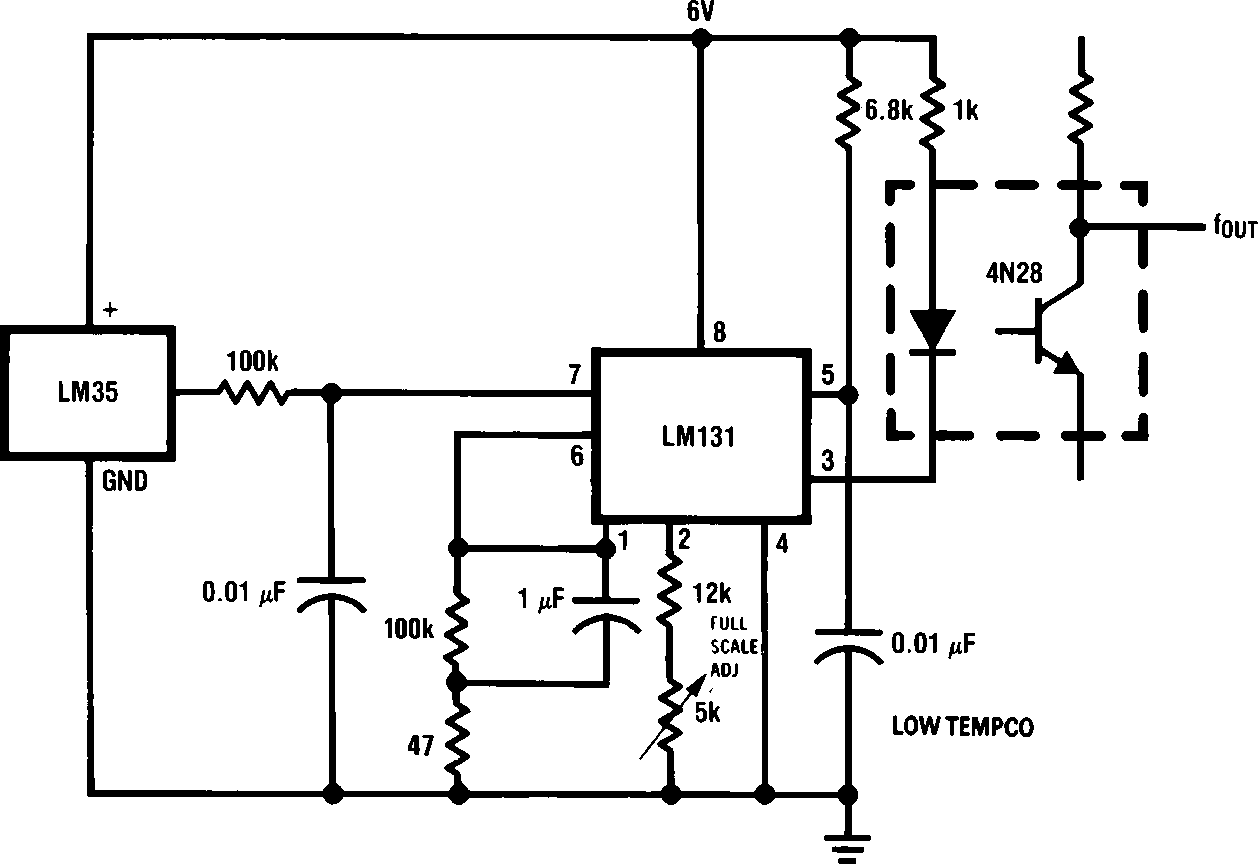 6V
6.8k
1k
fOUT
4N28
+
LM35
GND
100k
7
8
5
LM131
6
3
1
2
4
0.01 µF
1 µF
100k
12k
FULL
SCALE
ADJ
5k
0.01 µF
47
LOW TEMPCO